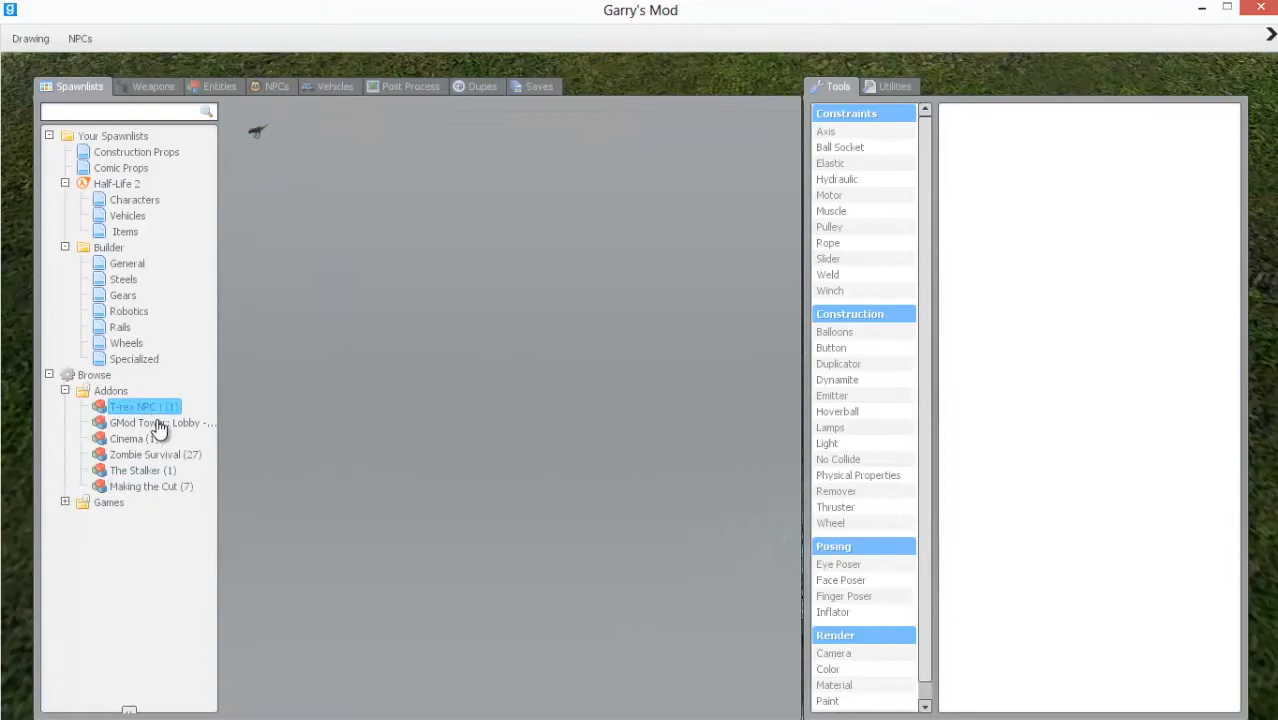 Garry's Mod
Drawing NPCs
Spawnlists Weapons Entities NPCs Vehicles Post Process Dupes Saves
Your Spawnlists
Construction Props
Comic Props
Half-Life 2
Characters
Vehicles
Items
Builder
General
Steels
Gears
Robotics
Rails
Wheels
Specialized
Browse
Addons
T-rex NPC ! (1)
GMod Lobby -...
Cinema
Zombie Survival (27)
The Stalker (1)
Making the Cut (7)
Games
Tools Utilities
Constraints
Axis
Ball Socket
Elastic
Hydraulic
Motor
Muscle
Pulley
Rope
Slider
Weld
Winch
Construction
Balloons
Button
Duplicator
Dynamite
Emitter
Hoverball
Lamps
Light
No Collide
Physical Properties
Remover
Thruster
Wheel
Posing
Eye Poser
Face Poser
Finger Poser
Inflator
Render
Camera
Color
Material
Paint